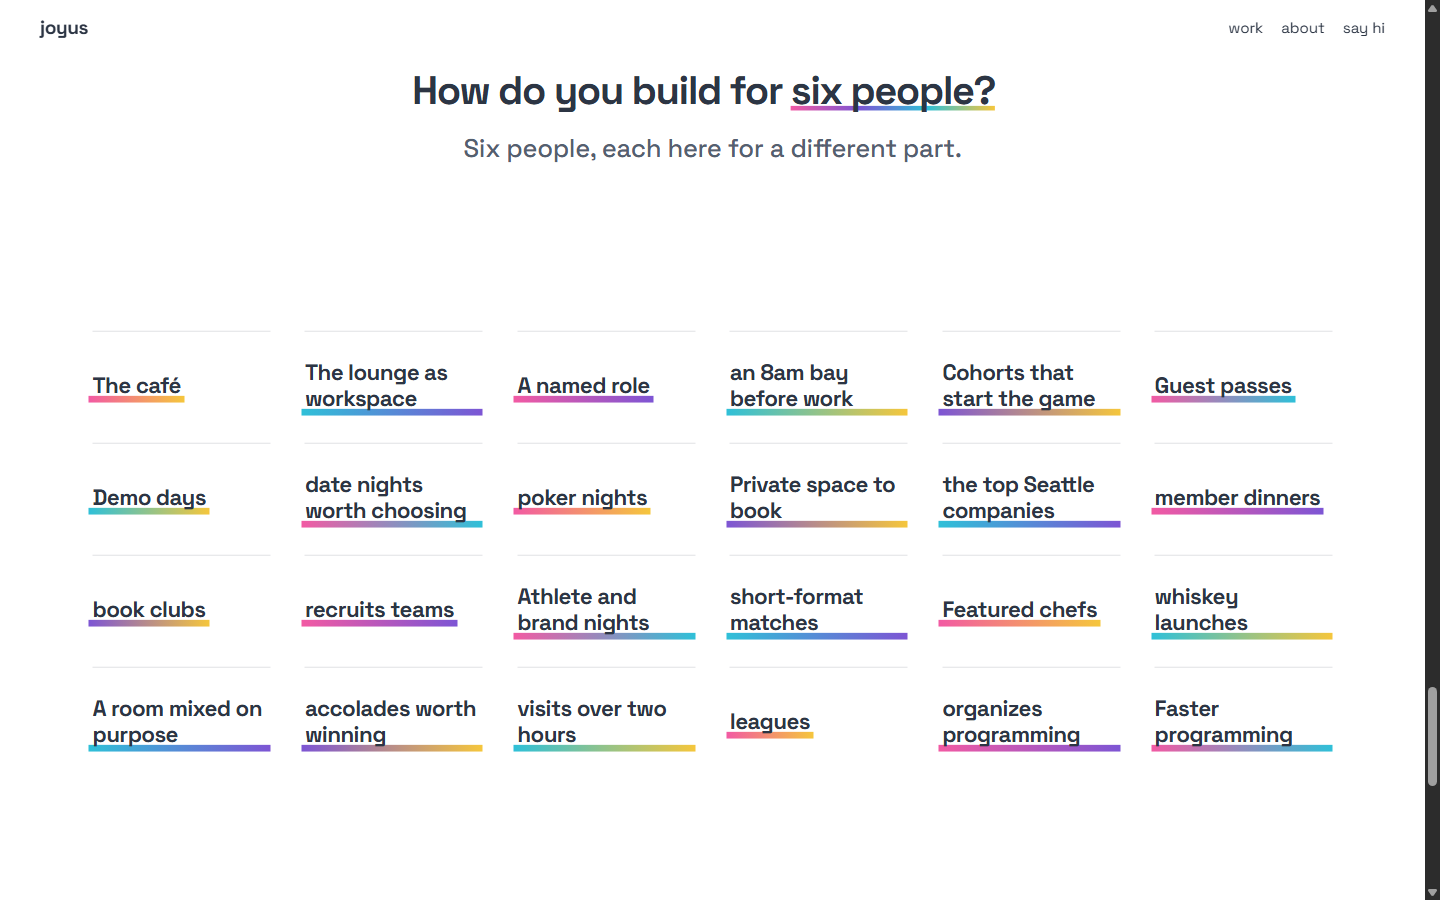 joyus
work about say hi
How do you build for six people?
Six people, each here for a different part.
The café
The lounge as
workspace
A named role
an 8am bay
before work
Cohorts that
start the game
Guest passes
Demo days
date nights
worth choosing
poker nights
Private space to
book
the top Seattle
companies
member dinners
book clubs
recruits teams
Athlete and
brand nights
short-format
matches
Featured chefs
whiskey
launches
A room mixed on
purpose
accolades worth
winning
visits over two
hours
leagues
organizes
programming
Faster
programming